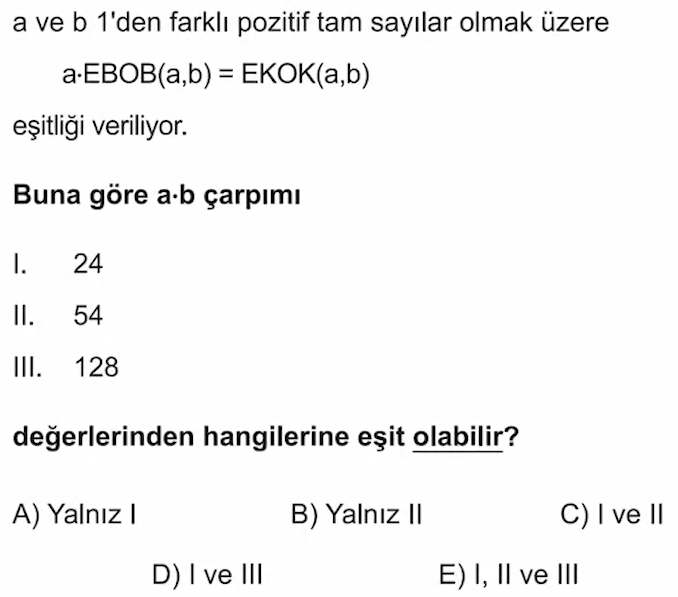 a ve b 1'den farklı pozitif tam sayılar olmak üzere
a·EBOB(a,b) = EKOK(a,b)
eşitliği veriliyor.
Buna göre a·b çarpımı
I. 24
II. 54
III. 128
değerlerinden hangilerine eşit olabilir?
A) Yalnız I B) Yalnız II C) I ve II
D) I ve III E) I, II ve III